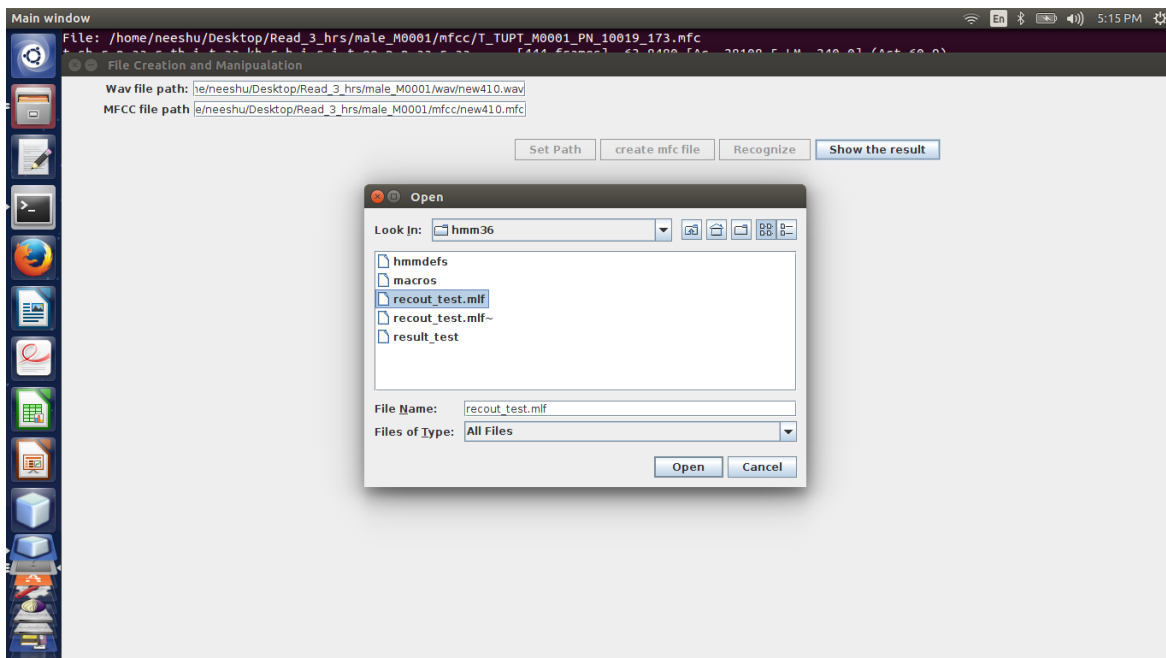 Main window
En
5:15 PM
File: /home/neeshu/Desktop/Read_3_hrs/male_M0001/mfcc/T_TUPT_M0001_PN_10019_173.mfc
File Creation and Manipualation
Wav file path: ne/neeshu/Desktop/Read_3_hrs/male_M0001/wav/new410.wav
MFCC file path e/neeshu/Desktop/Read_3_hrs/male_M0001/mfcc/new410.mfc
Set Path create mfc file Recognize Show the result
Open
Look In: hmm36
hmmdefs
macros
recout_test.mlf
recout_test.mlf~
result_test
File Name: recout_test.mlf
Files of Type: All Files
Open Cancel